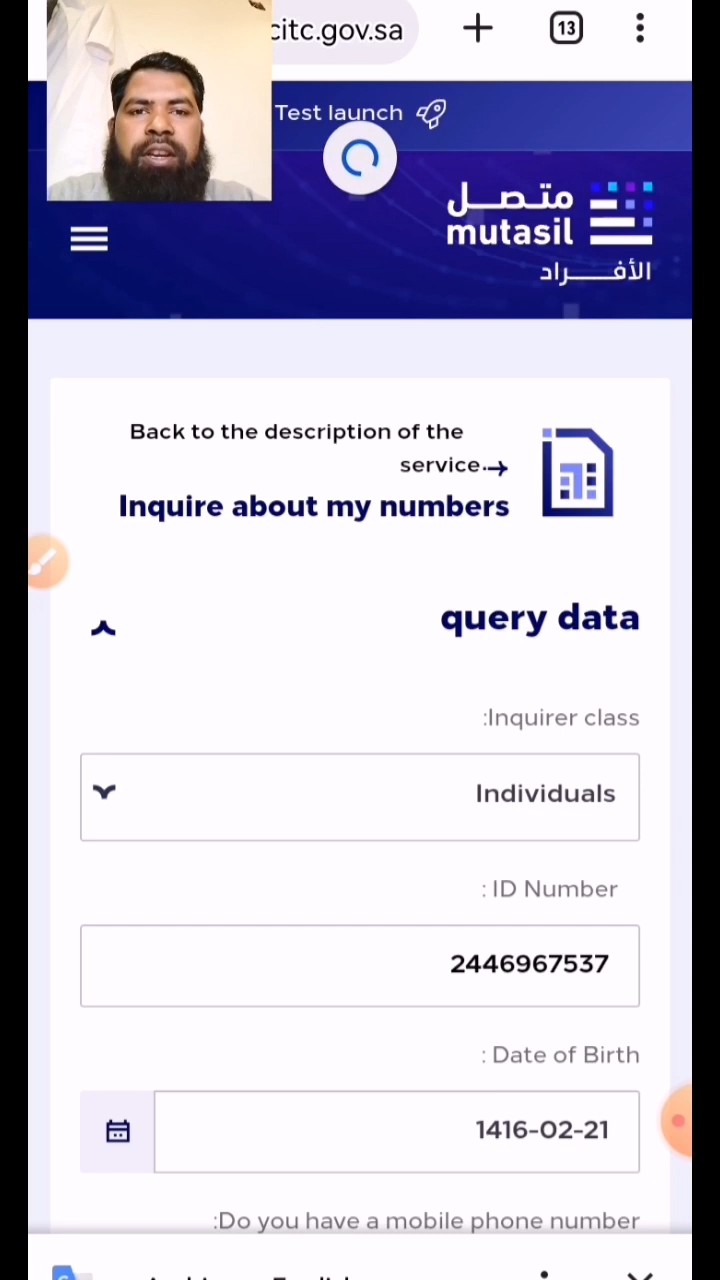 citc.gov.sa
13
Test launch
متصل
mutasil
الأفراد
Back to the description of the
service.→
Inquire about my numbers
query data
:Inquirer class
Individuals
: ID Number
2446967537
: Date of Birth
1416-02-21
:Do you have a mobile phone number